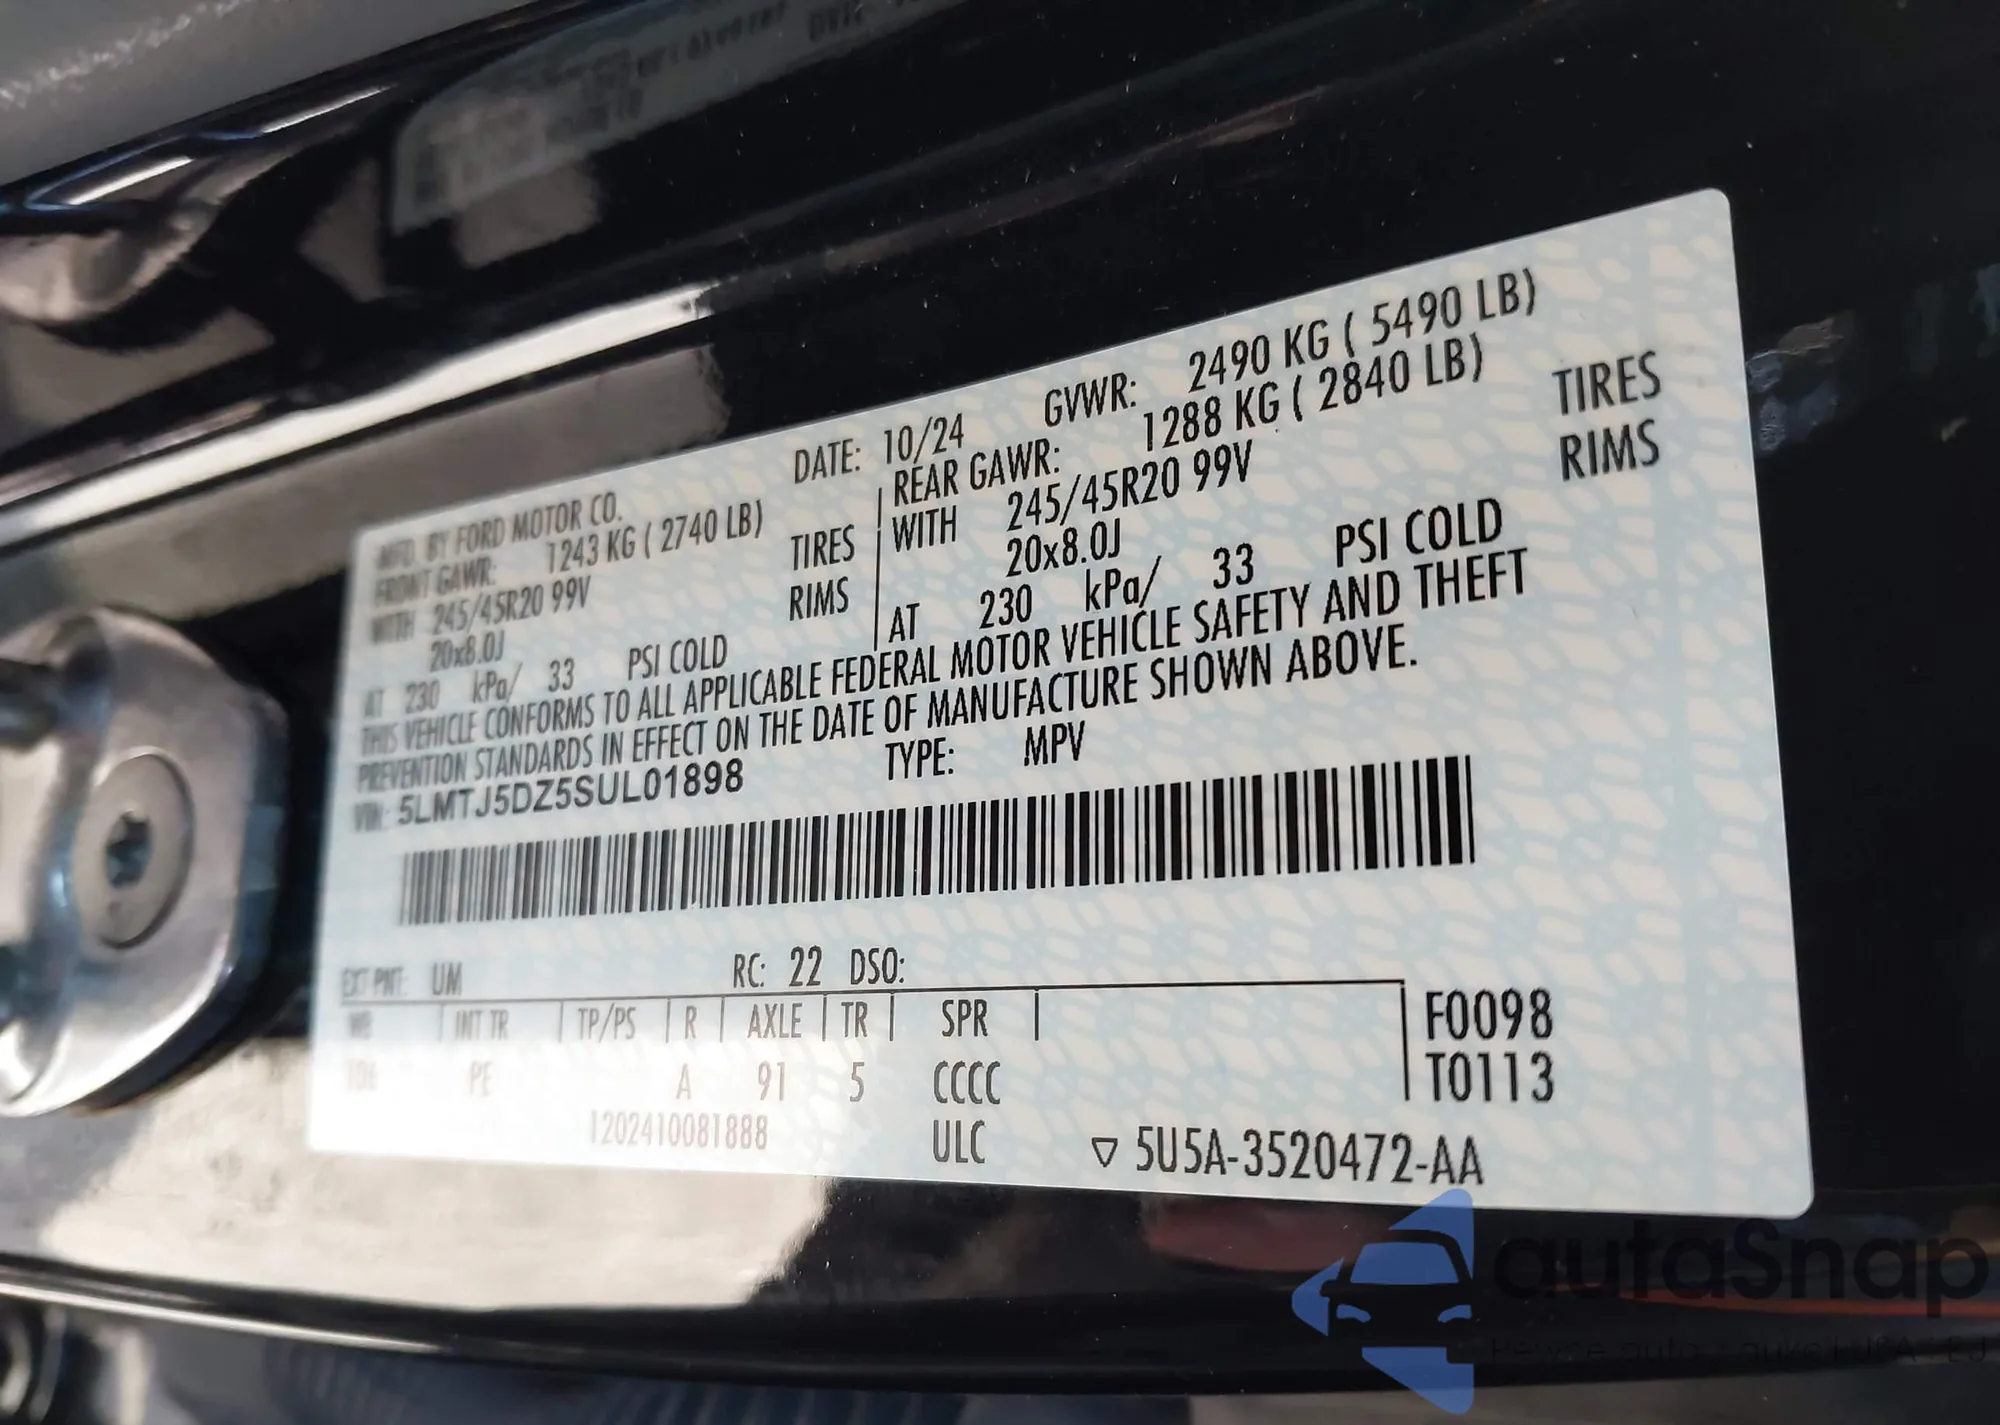 MFD. BY FORD MOTOR CO. DATE: 10/24 GVWR: 2490 KG ( 5490 LB)
FRONT GAWR: 1243 KG ( 2740 LB) REAR GAWR: 1288 KG ( 2840 LB)
WITH 245/45R20 99V TIRES WITH 245/45R20 99V TIRES
20x8.0J RIMS 20x8.0J RIMS
AT 230 kPa/ 33 PSI COLD AT 230 kPa/ 33 PSI COLD
THIS VEHICLE CONFORMS TO ALL APPLICABLE FEDERAL MOTOR VEHICLE SAFETY AND THEFT
PREVENTION STANDARDS IN EFFECT ON THE DATE OF MANUFACTURE SHOWN ABOVE.
VIN: 5LMTJ5DZ5SUL01898 TYPE: MPV
EXT PNT: UM RC: 22 DSO:
WB INT TR TP/PS R AXLE TR SPR F0098
PE A 91 5 CCCC T0113
1202410081888 ULC ▽ 5U5A-3520472-AA
autaSnap